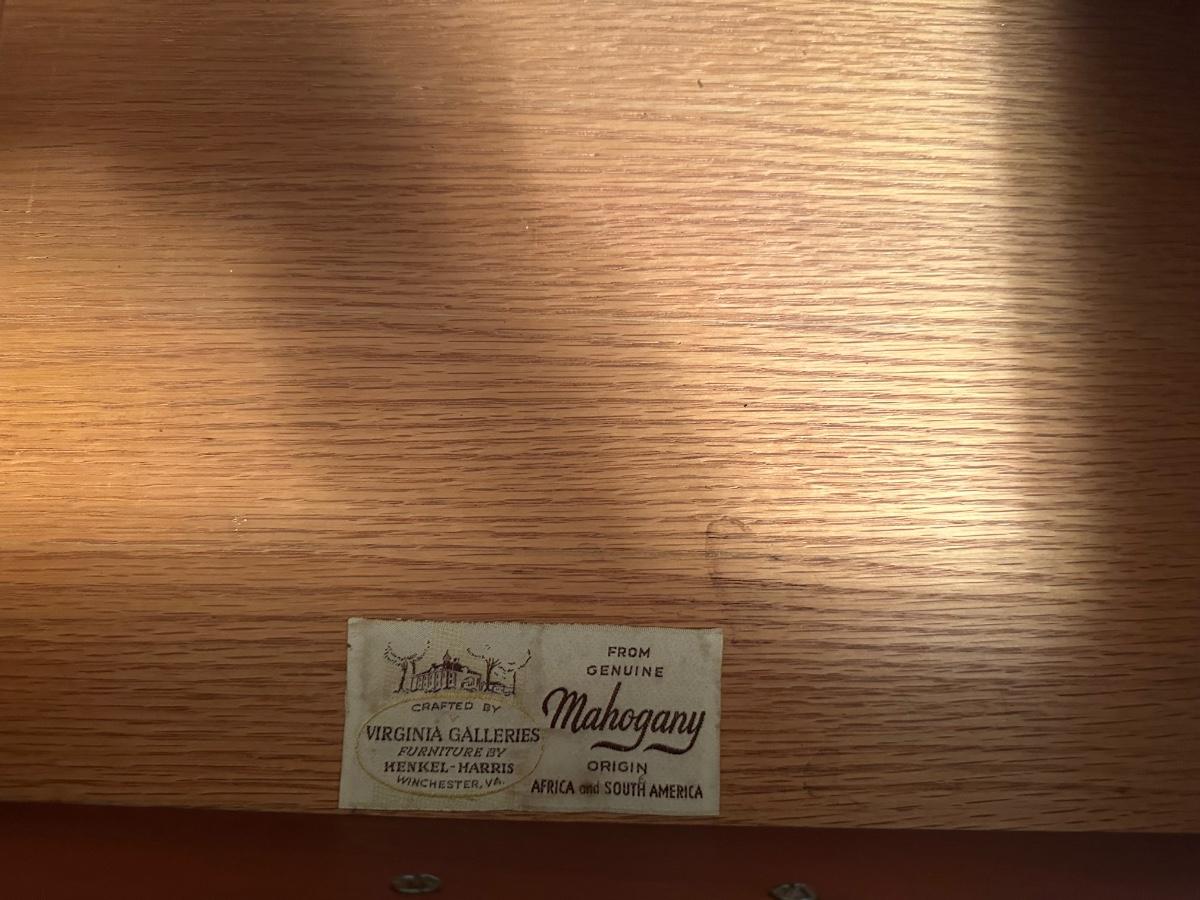 CRAFTED BY
VIRGINIA GALLERIES
FURNITURE BY
HENKEL-HARRIS
WINCHESTER, VA.
FROM
GENUINE
Mahogany
ORIGIN
AFRICA and SOUTH AMERICA